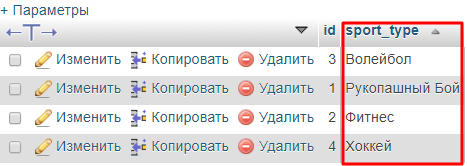 + Параметры
←T→ id sport_type
Изменить Копировать Удалить 3 Волейбол
Изменить Копировать Удалить 1 Рукопашный Бой
Изменить Копировать Удалить 2 Фитнес
Изменить Копировать Удалить 4 Хоккей